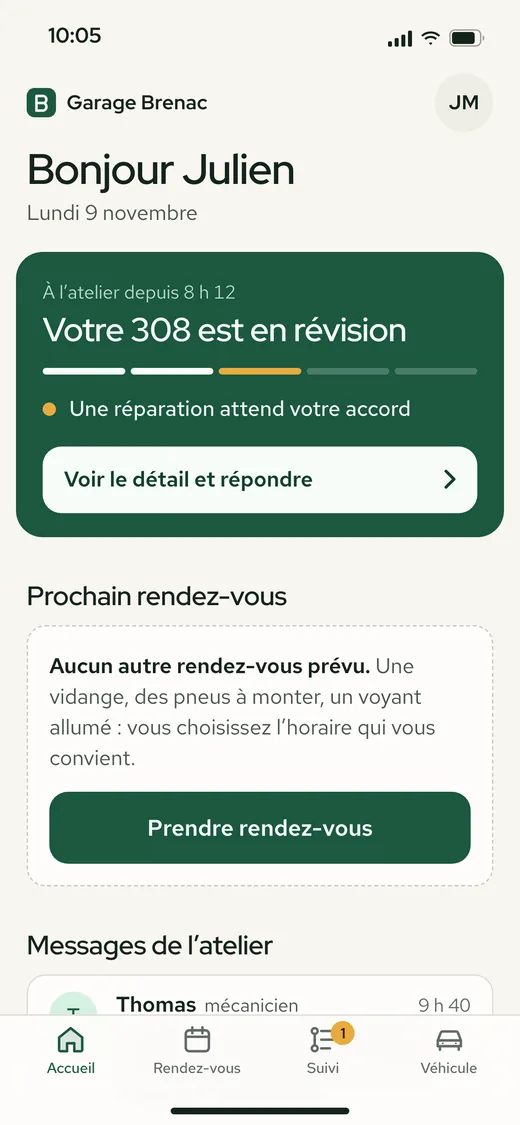 10:05
B Garage Brenac
JM
Bonjour Julien
Lundi 9 novembre
À l’atelier depuis 8 h 12
Votre 308 est en révision
Une réparation attend votre accord
Voir le détail et répondre
Prochain rendez-vous
Aucun autre rendez-vous prévu. Une
vidange, des pneus à monter, un voyant
allumé : vous choisissez l’horaire qui vous
convient.
Prendre rendez-vous
Messages de l’atelier
T
Thomas mécanicien
9 h 40
1
Accueil
Rendez-vous
Suivi
Véhicule